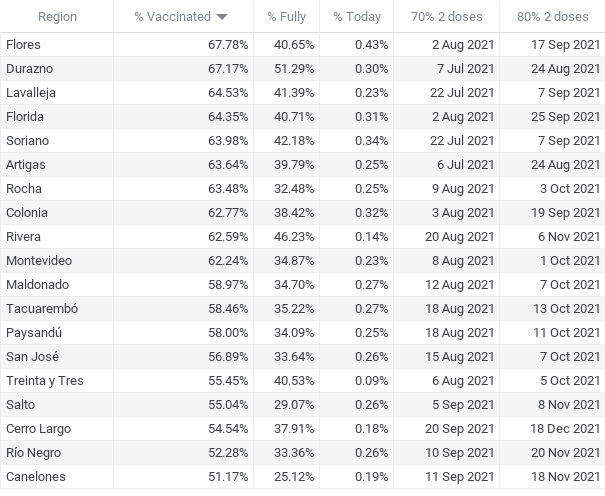 Region % Vaccinated % Fully % Today 70% 2 doses 80% 2 doses
Flores 67.78% 40.65% 0.43% 2 Aug 2021 17 Sep 2021
Durazno 67.17% 51.29% 0.30% 7 Jul 2021 24 Aug 2021
Lavalleja 64.53% 41.39% 0.23% 22 Jul 2021 7 Sep 2021
Florida 64.35% 40.71% 0.31% 2 Aug 2021 25 Sep 2021
Soriano 63.98% 42.18% 0.34% 22 Jul 2021 7 Sep 2021
Artigas 63.64% 39.79% 0.25% 6 Jul 2021 24 Aug 2021
Rocha 63.48% 32.48% 0.25% 9 Aug 2021 3 Oct 2021
Colonia 62.77% 38.42% 0.32% 3 Aug 2021 19 Sep 2021
Rivera 62.59% 46.23% 0.14% 20 Aug 2021 6 Nov 2021
Montevideo 62.24% 34.87% 0.23% 8 Aug 2021 1 Oct 2021
Maldonado 58.97% 34.70% 0.27% 12 Aug 2021 7 Oct 2021
Tacuarembó 58.46% 35.22% 0.27% 18 Aug 2021 13 Oct 2021
Paysandú 58.00% 34.09% 0.25% 18 Aug 2021 11 Oct 2021
San José 56.89% 33.64% 0.26% 15 Aug 2021 7 Oct 2021
Treinta y Tres 55.45% 40.53% 0.09% 6 Aug 2021 5 Oct 2021
Salto 55.04% 29.07% 0.26% 5 Sep 2021 8 Nov 2021
Cerro Largo 54.54% 37.91% 0.18% 20 Sep 2021 18 Dec 2021
Río Negro 52.28% 33.36% 0.26% 10 Sep 2021 20 Nov 2021
Canelones 51.17% 25.12% 0.19% 11 Sep 2021 18 Nov 2021